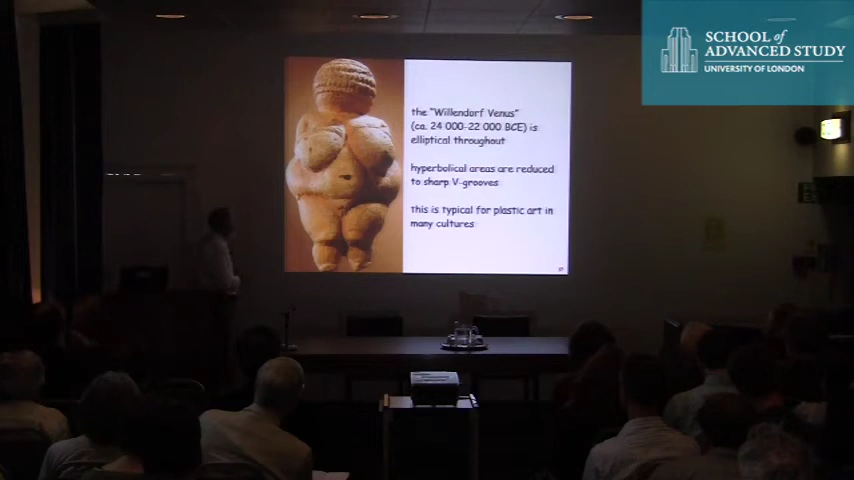 SCHOOL of
ADVANCED STUDY
UNIVERSITY OF LONDON
the "Willendorf Venus"
(ca. 24 000-22 000 BCE) is
elliptical throughout
hyperbolical areas are reduced
to sharp V-grooves
this is typical for plastic art in
many cultures